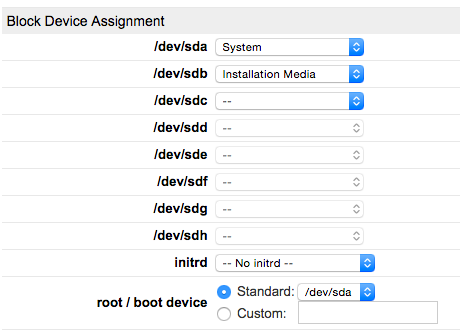 Block Device Assignment
/dev/sda System
/dev/sdb Installation Media
/dev/sdc --
/dev/sdd --
/dev/sde --
/dev/sdf --
/dev/sdg --
/dev/sdh --
initrd -- No initrd --
root / boot device Standard: /dev/sda
Custom: